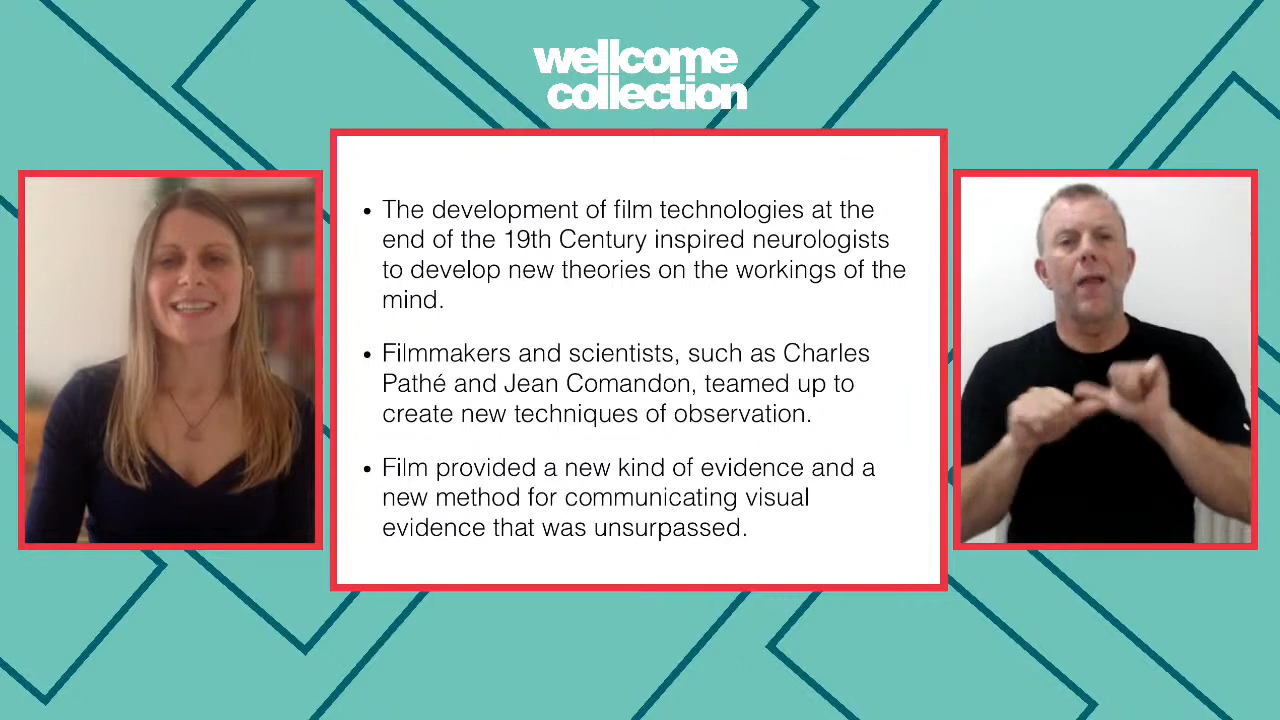 wellcome
collection
• The development of film technologies at the
end of the 19th Century inspired neurologists
to develop new theories on the workings of the
mind.
• Filmmakers and scientists, such as Charles
Pathé and Jean Comandon, teamed up to
create new techniques of observation.
• Film provided a new kind of evidence and a
new method for communicating visual
evidence that was unsurpassed.